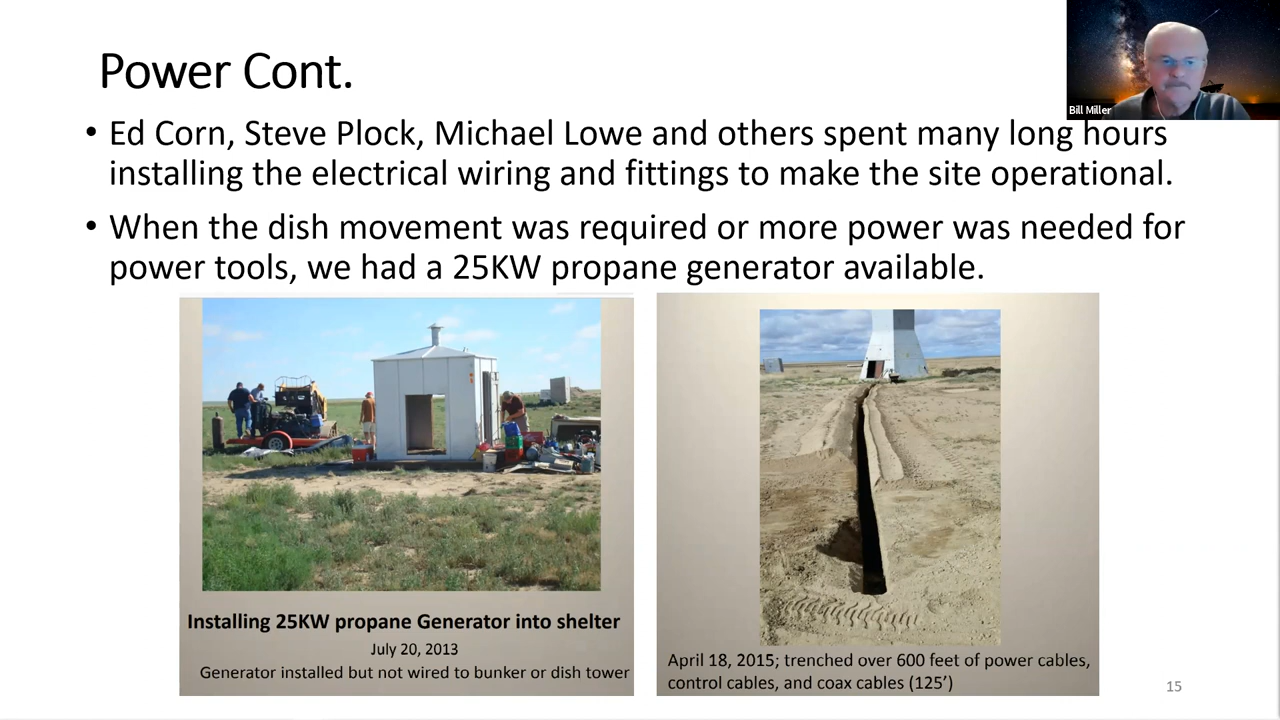 Power Cont.
Bill Miller
• Ed Corn, Steve Plock, Michael Lowe and others spent many long hours
installing the electrical wiring and fittings to make the site operational.
• When the dish movement was required or more power was needed for
power tools, we had a 25KW propane generator available.
Installing 25KW propane Generator into shelter
July 20, 2013
Generator installed but not wired to bunker or dish tower
April 18, 2015; trenched over 600 feet of power cables,
control cables, and coax cables (125’)
15